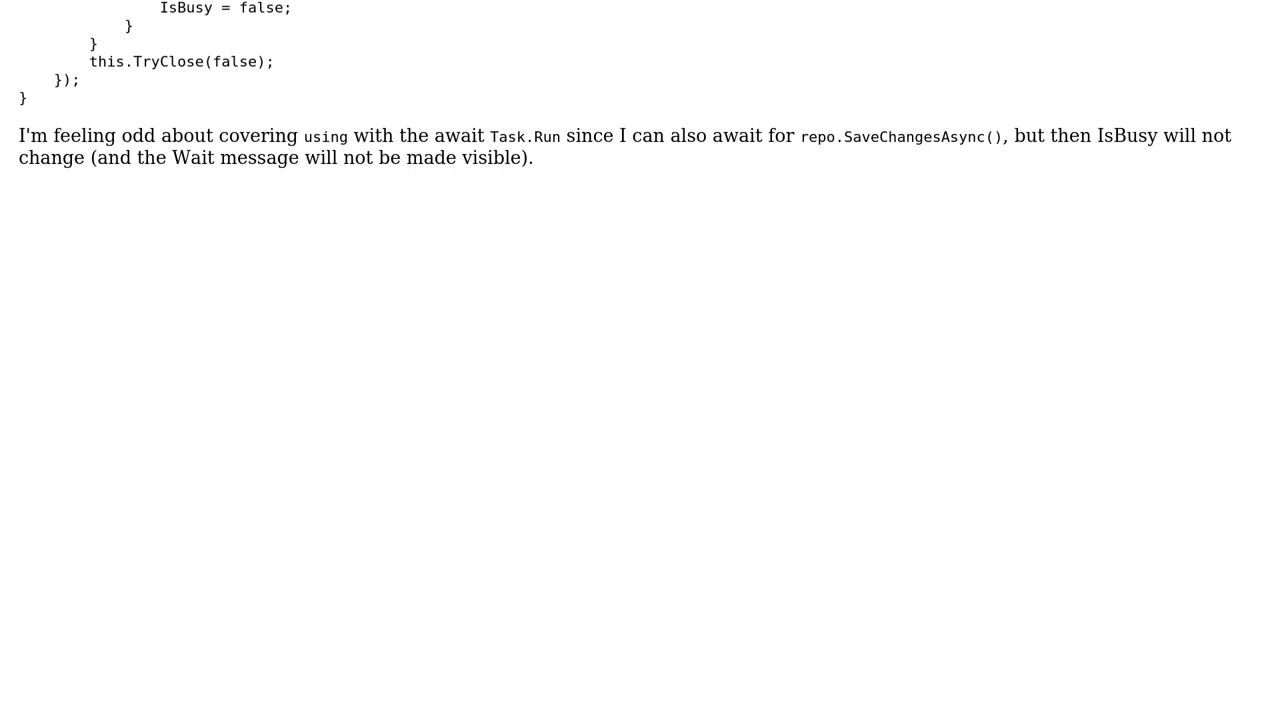 IsBusy = false;
}
}
this.TryClose(false);
});
}
I'm feeling odd about covering using with the await Task.Run since I can also await for repo.SaveChangesAsync(), but then IsBusy will not
change (and the Wait message will not be made visible).